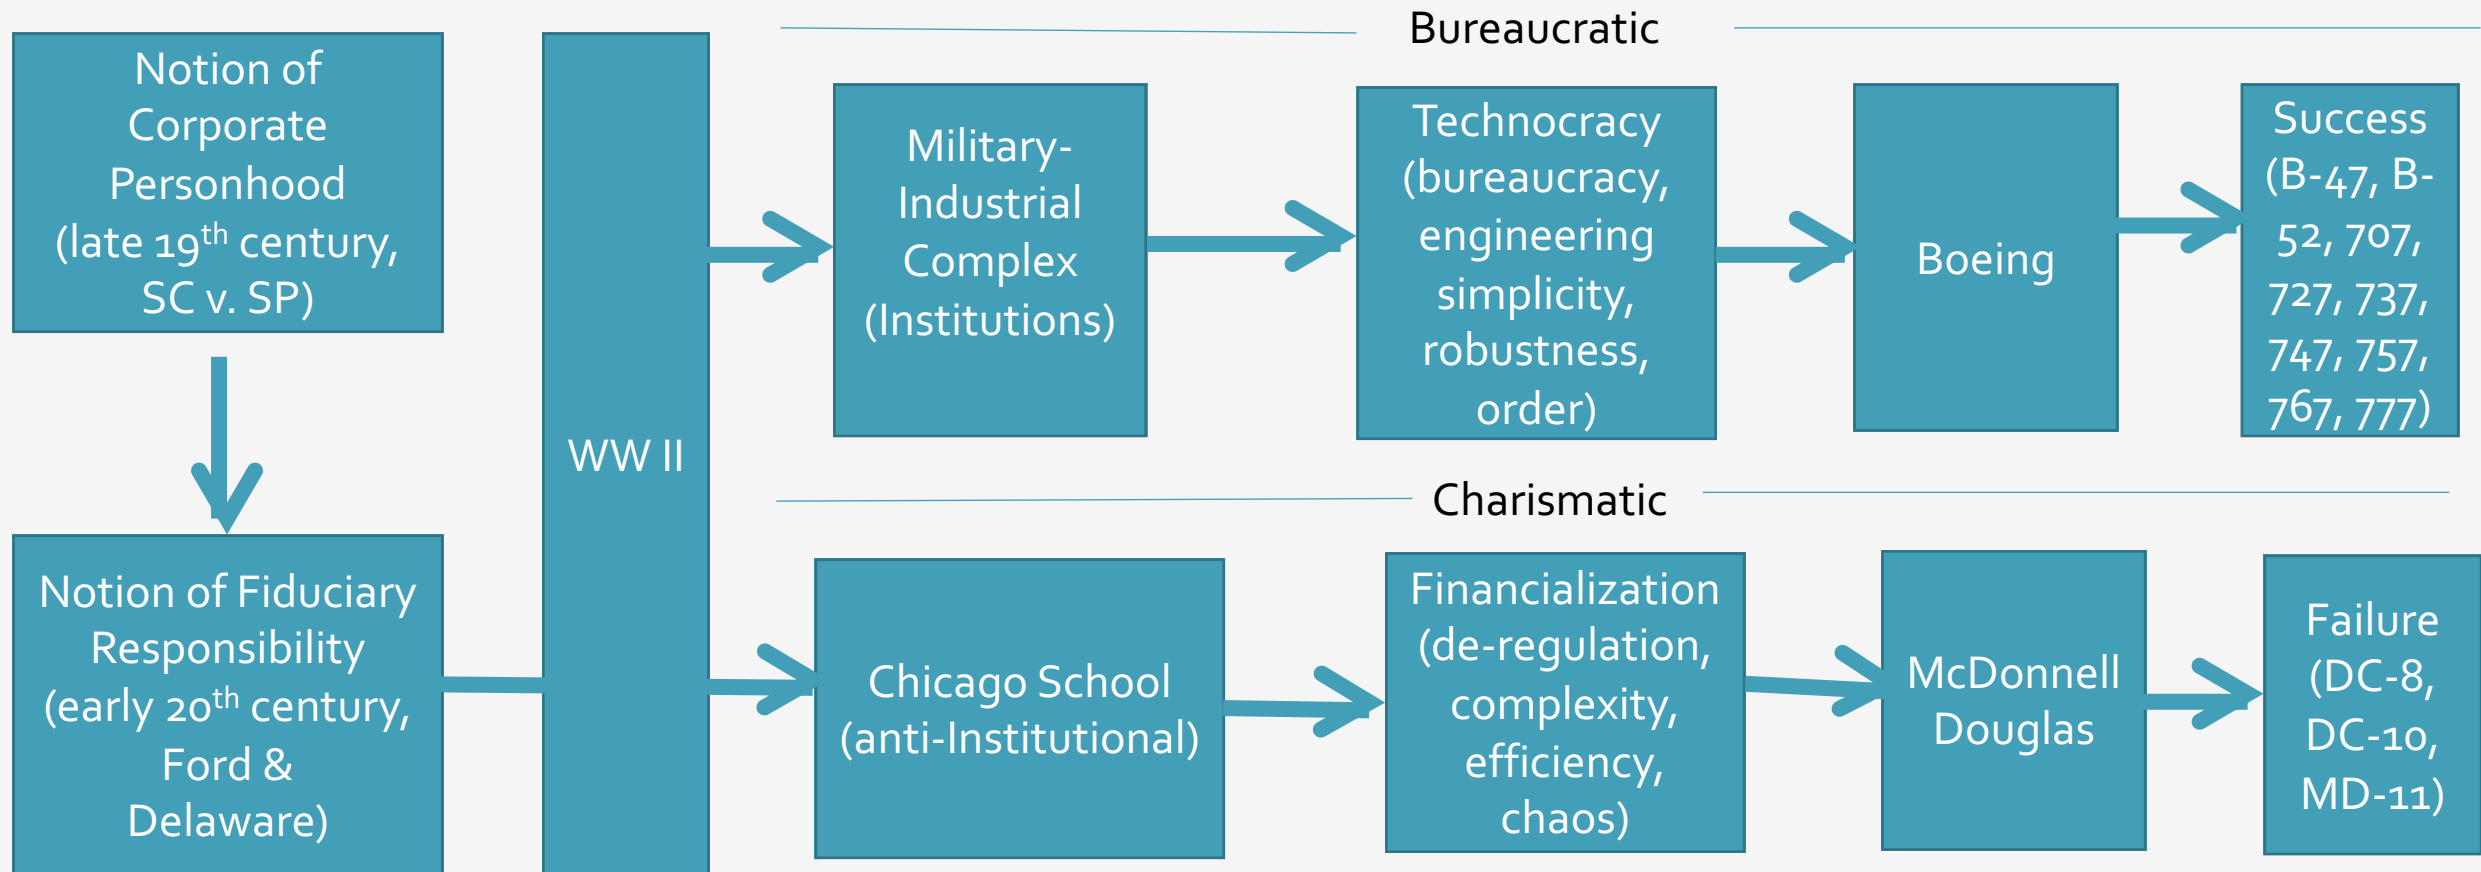 Notion of
Corporate
Personhood
(late 19th century,
SC v. SP)
Notion of Fiduciary
Responsibility
(early 20th century,
Ford &
Delaware)
WW II
Bureaucratic
Military-
Industrial
Complex
(Institutions)
Technocracy
(bureaucracy,
engineering
simplicity,
robustness,
order)
Boeing
Success
(B-47, B-
52, 707,
727, 737,
747, 757,
767, 777)
Charismatic
Chicago School
(anti-Institutional)
Financialization
(de-regulation,
complexity,
efficiency,
chaos)
McDonnell
Douglas
Failure
(DC-8,
DC-10,
MD-11)